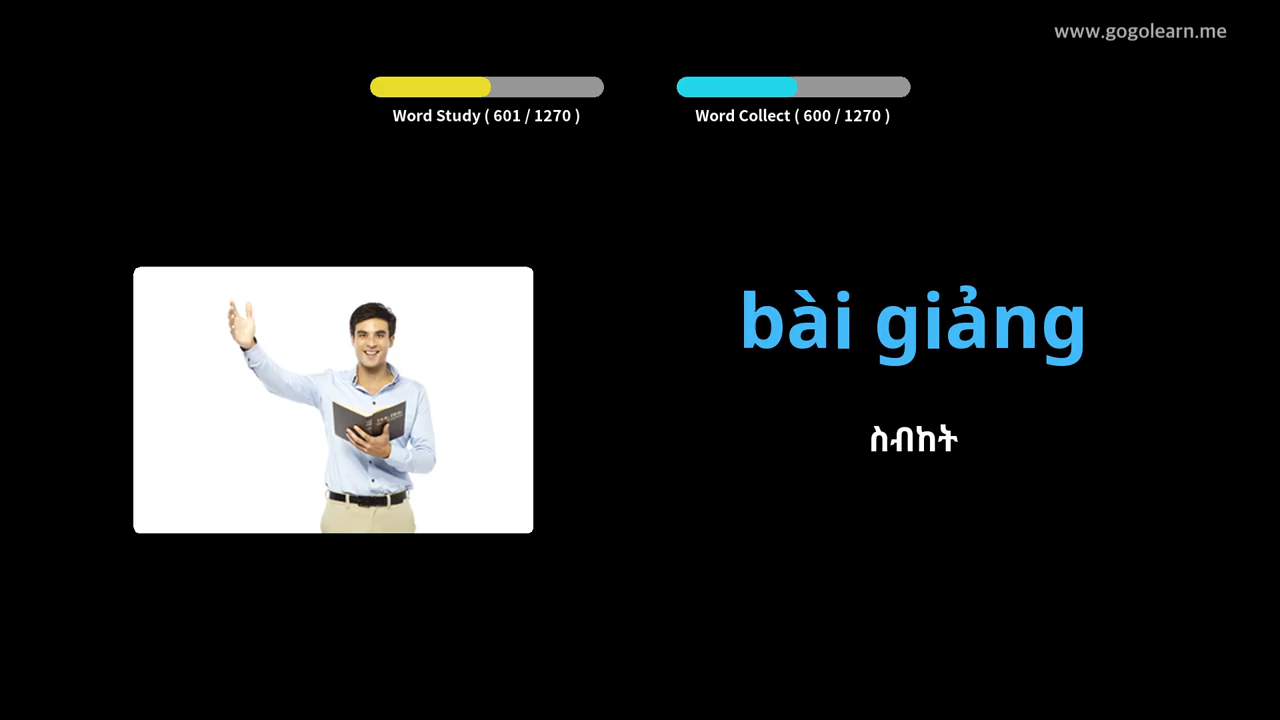 www.gogolearn.me
Word Study ( 601 / 1270 )
Word Collect ( 600 / 1270 )
bài giảng
ስብከት